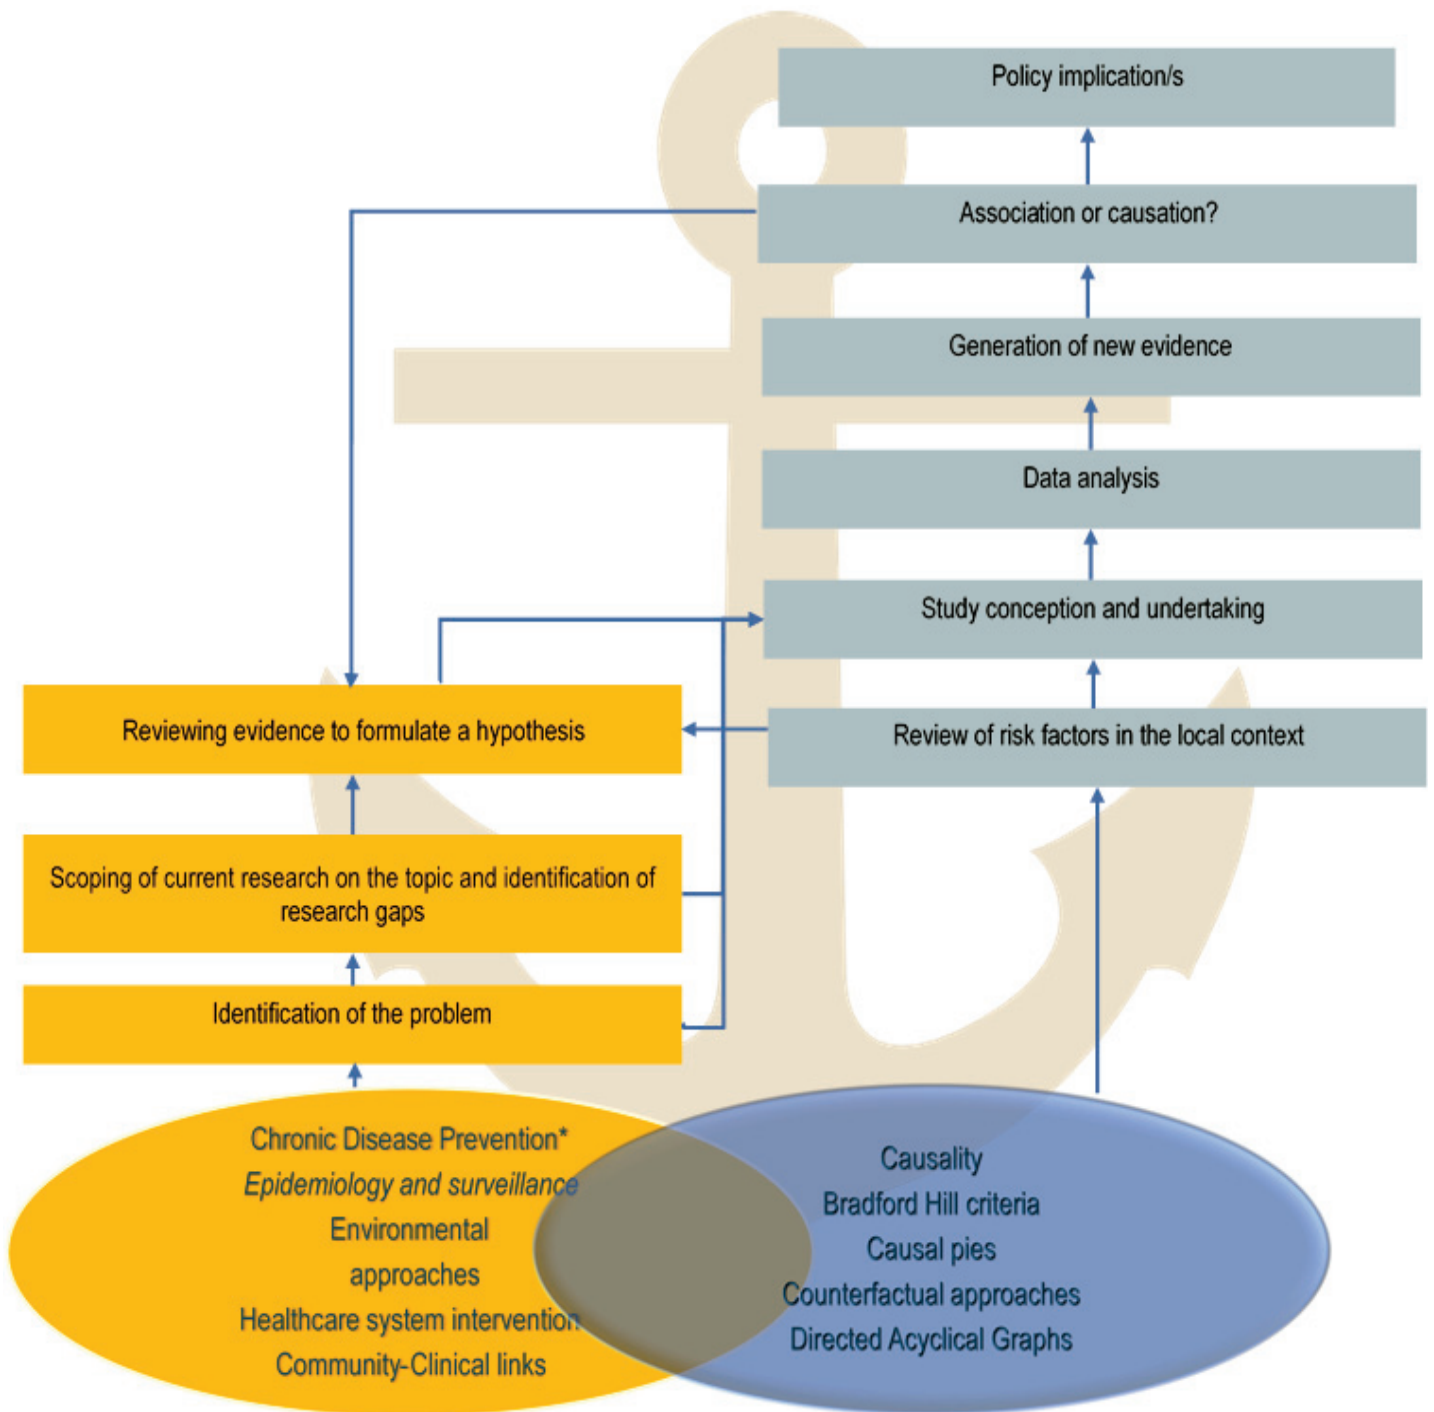 Policy implication/s
Association or causation?
Generation of new evidence
Data analysis
Study conception and undertaking
Reviewing evidence to formulate a hypothesis
Review of risk factors in the local context
Scoping of current research on the topic and identification of
research gaps
Identification of the problem
Chronic Disease Prevention*
Epidemiology and surveillance
Environmental
approaches
Healthcare system intervention
Community-Clinical links
Causality
Bradford Hill criteria
Causal pies
Counterfactual approaches
Directed Acyclical Graphs